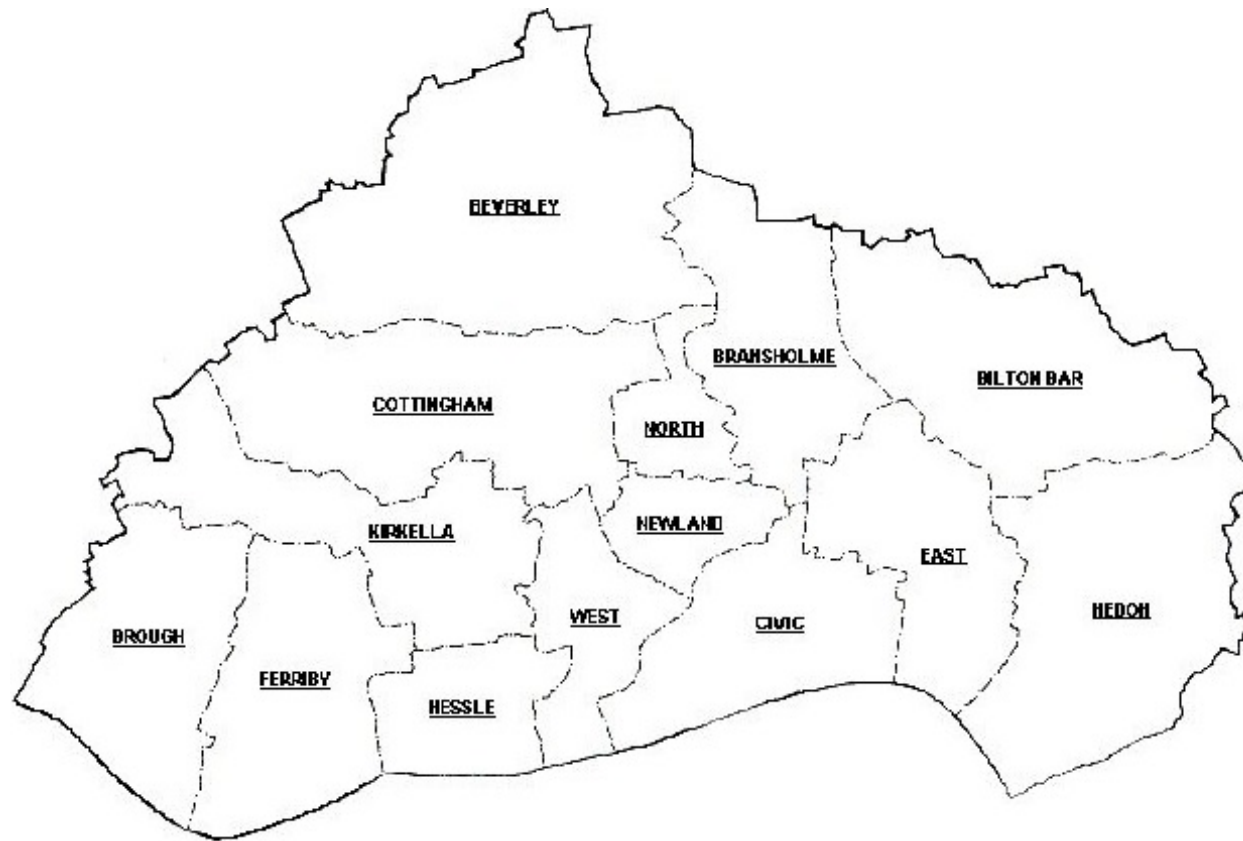 BEVERLEY
BRANSHOLME
BILTON BAR
COTTINGHAM
NORTH
KIRKELLA
NEWLAND
EAST
BROUGH
WEST
CIVIC
HEDON
FERRIBY
HESSLE